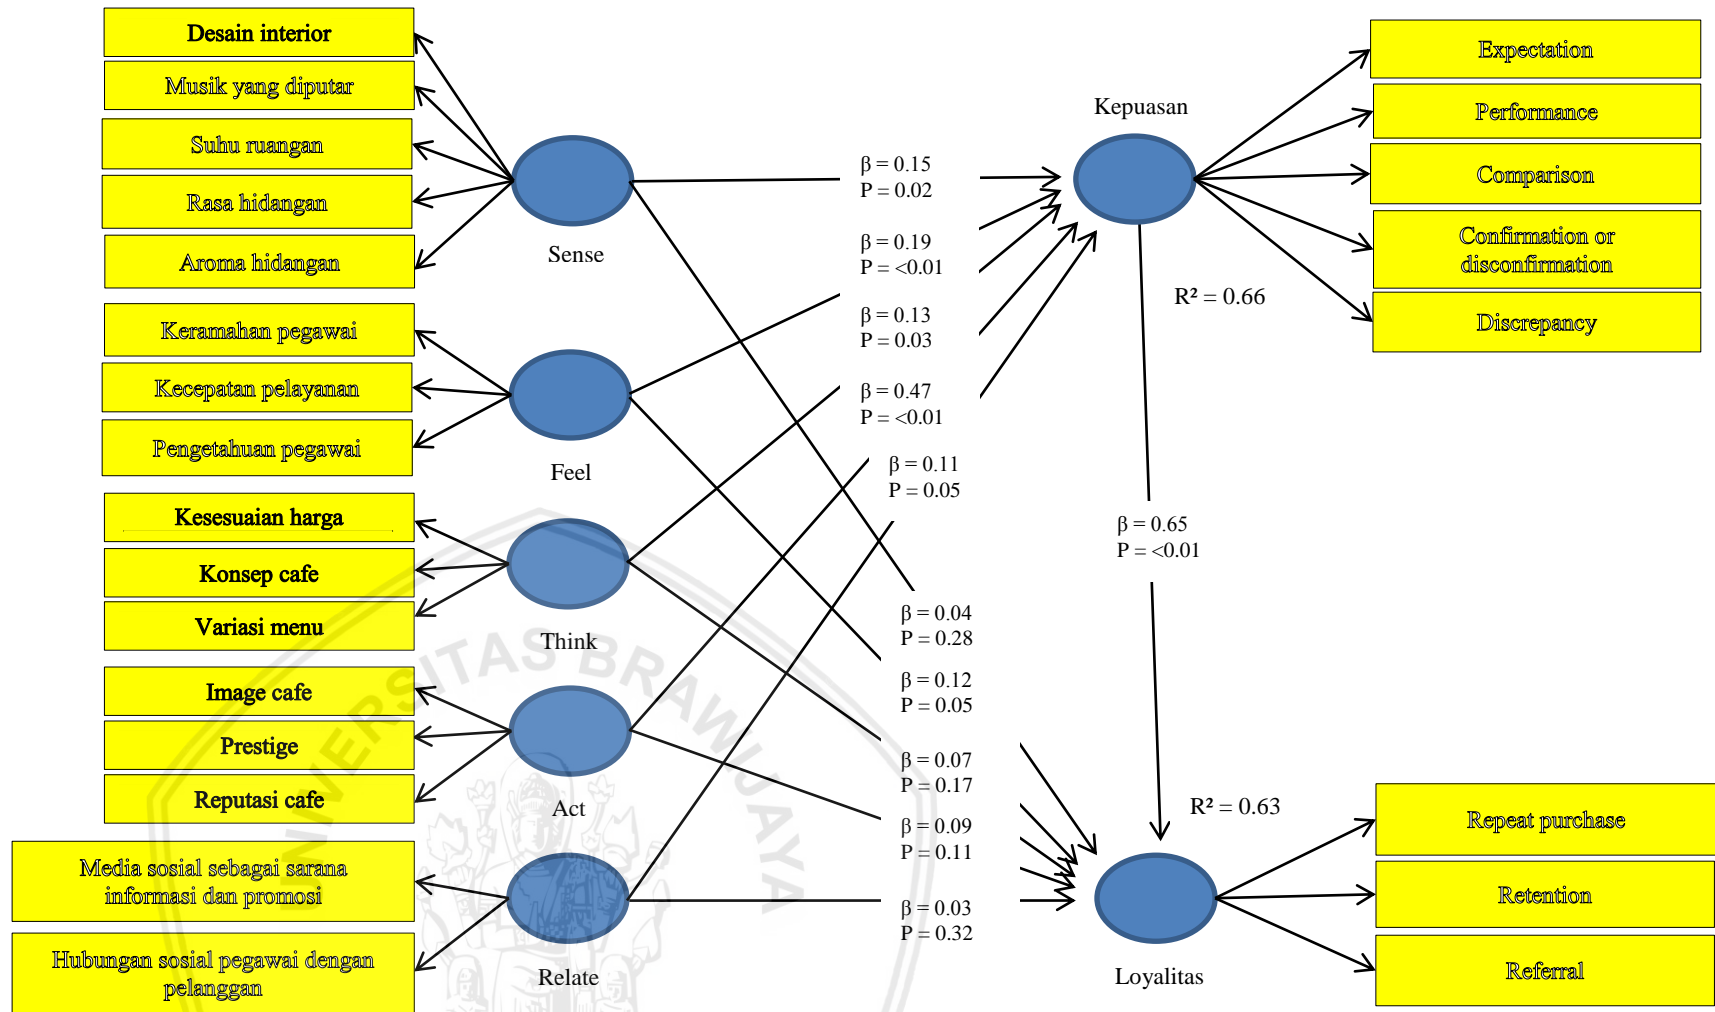 Desain interior
Musik yang diputar
Suhu ruangan
Rasa hidangan
Aroma hidangan
Keramahan pegawai
Kecepatan pelayanan
Pengetahuan pegawai
Kesesuaian harga
Konsep cafe
Variasi menu
Image cafe
Prestige
Reputasi cafe
Media sosial sebagai sarana
informasi dan promosi
Hubungan sosial pegawai dengan
pelanggan
Sense
Feel
Think
Act
Relate
β = 0.15
P = 0.02
β = 0.19
P = <0.01
β = 0.13
P = 0.03
β = 0.47
P = <0.01
β = 0.11
P = 0.05
β = 0.04
P = 0.28
β = 0.12
P = 0.05
β = 0.07
P = 0.17
β = 0.09
P = 0.11
β = 0.03
P = 0.32
Kepuasan
R² = 0.66
β = 0.65
P = <0.01
R² = 0.63
Loyalitas
Expectation
Performance
Comparison
Confirmation or
disconfirmation
Discrepancy
Repeat purchase
Retention
Referral
UNIVERSITAS BRAWIJAYA